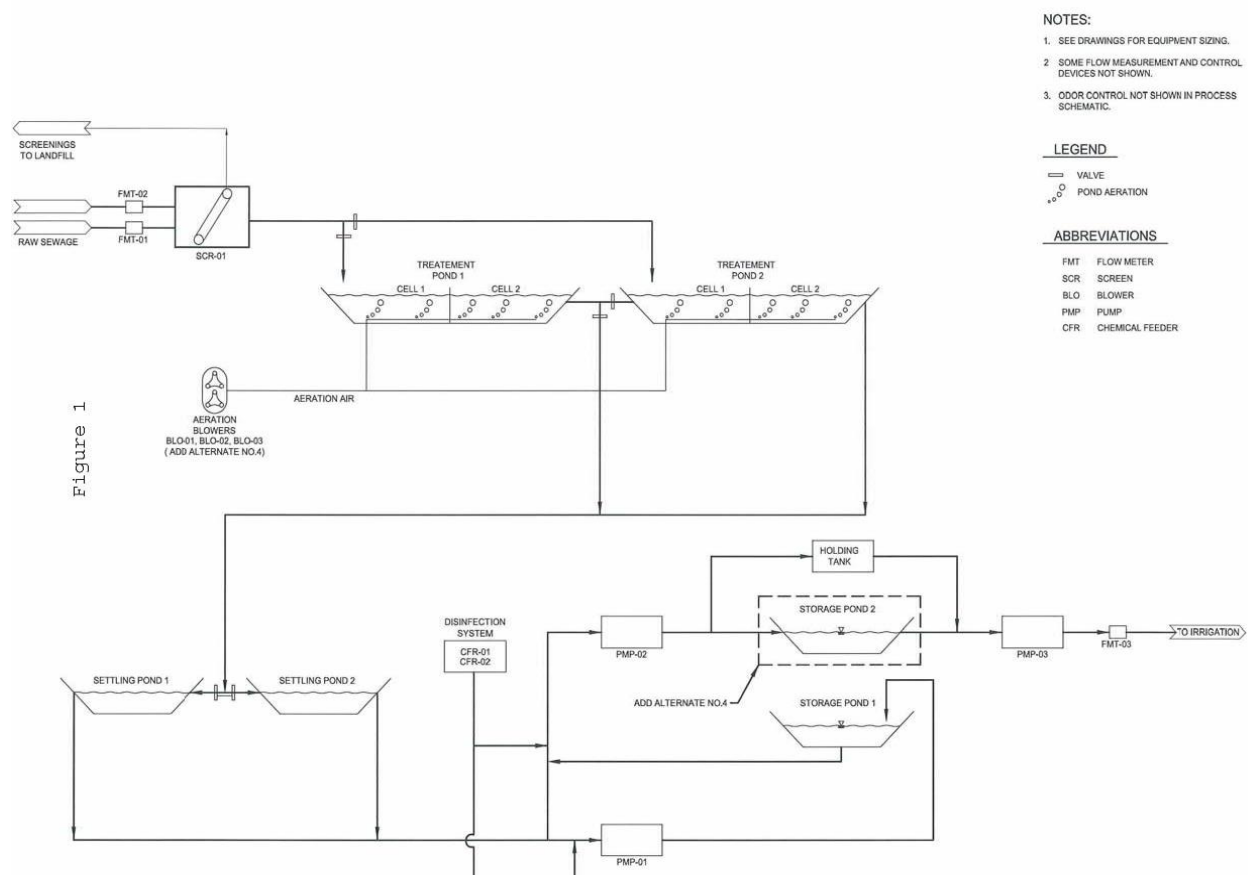 NOTES:
1. SEE DRAWINGS FOR EQUIPMENT SIZING.
2 SOME FLOW MEASUREMENT AND CONTROL
DEVICES NOT SHOWN.
3. ODOR CONTROL NOT SHOWN IN PROCESS
SCHEMATIC.
LEGEND
VALVE
POND AERATION
ABBREVIATIONS
FMT FLOW METER
SCR SCREEN
BLO BLOWER
PMP PUMP
CFR CHEMICAL FEEDER
SCREENINGS
TO LANDFILL
FMT-02
RAW SEWAGE
FMT-01
SCR-01
TREATEMENT
POND 1
CELL 1
CELL 2
TREATEMENT
POND 2
CELL 1
CELL 2
AERATION AIR
AERATION
BLOWERS
BLO-01, BLO-02, BLO-03
( ADD ALTERNATE NO.4)
Figure 1
HOLDING
TANK
STORAGE POND 2
DISINFECTION
SYSTEM
CFR-01
CFR-02
PMP-02
PMP-03
FMT-03
TO IRRIGATION
SETTLING POND 1
SETTLING POND 2
ADD ALTERNATE NO.4
STORAGE POND 1
PMP-01